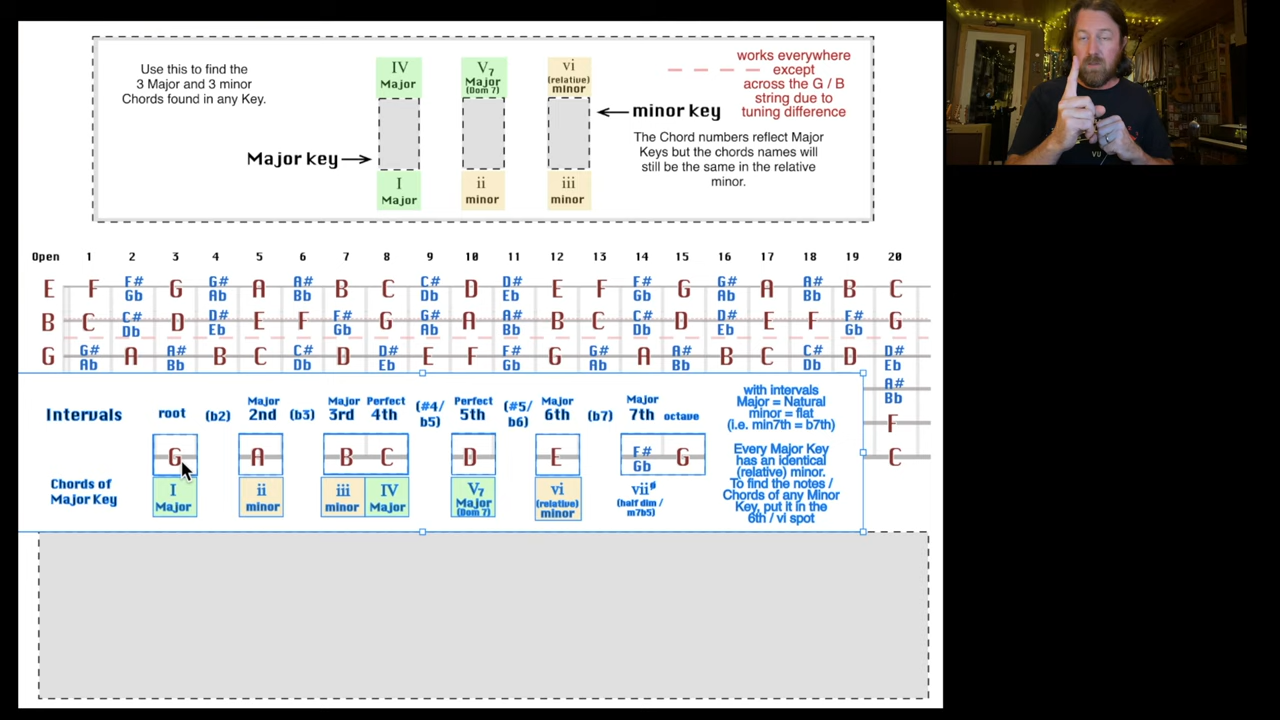 Use this to find the
3 Major and 3 minor
Chords found in any Key.
IV
Major
V7
Major
(Dom 7)
vi
(relative)
minor
works everywhere
except
across the G / B
string due to
tuning difference
minor key
Major key
The Chord numbers reflect Major
Keys but the chords names will
still be the same in the relative
minor.
I
Major
ii
minor
iii
minor
Open 1 2 3 4 5 6 7 8 9 10 11 12 13 14 15 16 17 18 19 20
E F F# Gb G G# Ab A A# Bb B C C# Db D D# Eb E F F# Gb G G# Ab A A# Bb B C
B C C# Db D D# Eb E F F# Gb G G# Ab A A# Bb B C C# Db D D# Eb E F F# Gb G
G G# Ab A A# Bb B C C# Db D D# Eb E F F# Gb G G# Ab A A# Bb B C C# Db D D# Eb
A# Bb
F
C
Intervals root (b2) Major 2nd (b3) Major 3rd Perfect 4th (#4/ b5) Perfect 5th (#5/ b6) Major 6th (b7) Major 7th octave
G A B C D E F# Gb G
Chords of
Major Key
I
Major
ii
minor
iii
minor
IV
Major
V7
Major
(Dom 7)
vi
(relative)
minor
viiø
(half dim /
m7b5)
with intervals
Major = Natural
minor = flat
(i.e. min7th = b7th)
Every Major Key
has an identical
(relative) minor.
To find the notes /
Chords of any Minor
Key, put it in the
6th / vi spot